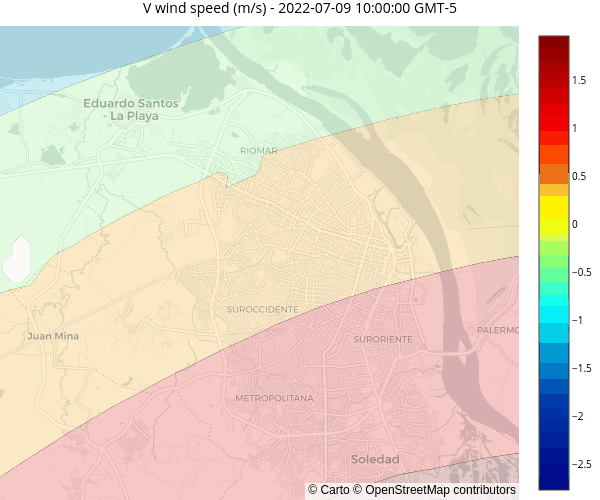 V wind speed (m/s) - 2022-07-09 10:00:00 GMT-5
Eduardo Santos
- La Playa
RIOMAR
SUROCCIDENTE
Juan Mina
SURORIENTE
PALERMO
METROPOLITANA
Soledad
© Carto © OpenStreetMap contributors
1.5
1
0.5
0
−0.5
−1
−1.5
−2
−2.5